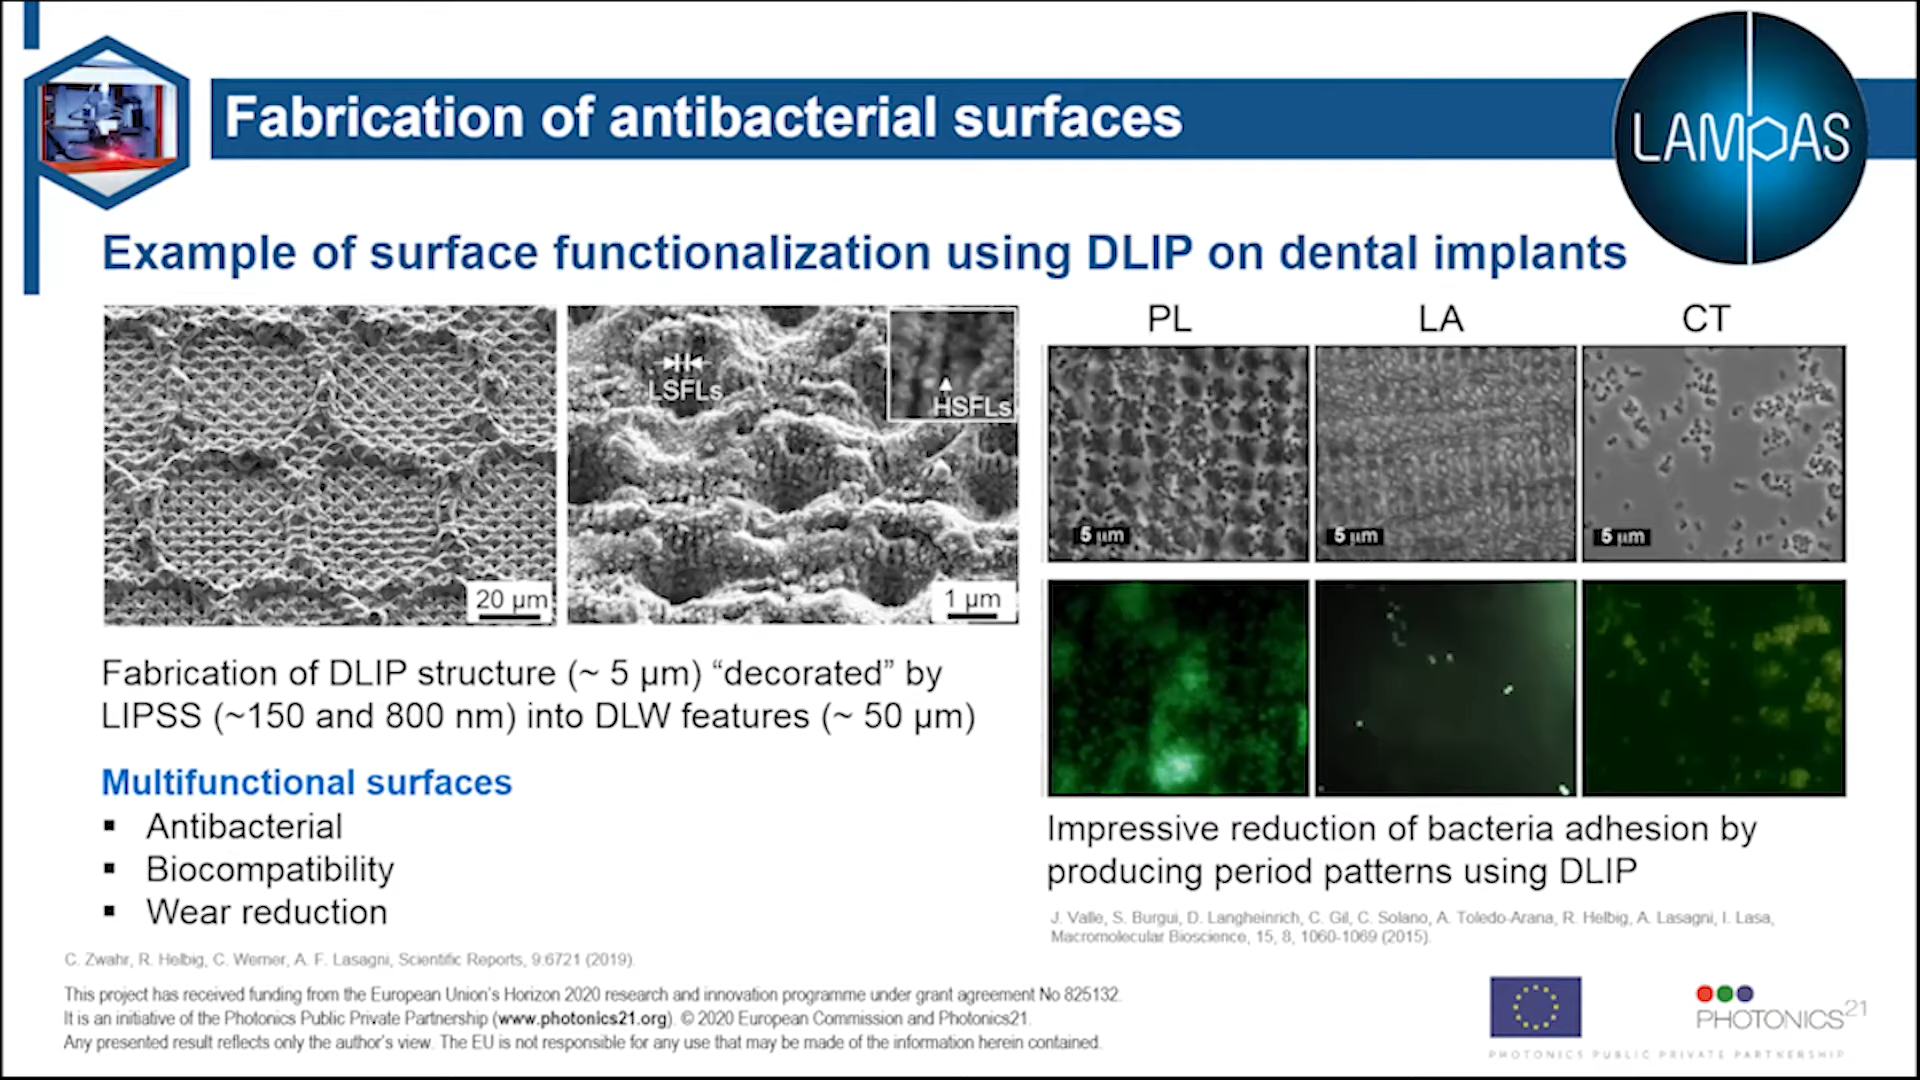 Fabrication of antibacterial surfaces
LAMPAS
Example of surface functionalization using DLIP on dental implants
LSFLs
HSFLs
20 µm
1 µm
PL
LA
CT
5 µm
5 µm
5 µm
Fabrication of DLIP structure (~ 5 µm) “decorated” by
LIPSS (~150 and 800 nm) into DLW features (~ 50 µm)
Multifunctional surfaces
▪ Antibacterial
▪ Biocompatibility
▪ Wear reduction
Impressive reduction of bacteria adhesion by
producing period patterns using DLIP
J. Valle, S. Burgui, D. Langheinrich, C. Gil, C. Solano, A. Toledo-Arana, R. Helbig, A. Lasagni, I. Lasa,
Macromolecular Bioscience, 15, 8, 1060-1069 (2015).
C. Zwahr, R. Helbig, C. Werner, A. F. Lasagni, Scientific Reports, 9:6721 (2019).
This project has received funding from the European Union’s Horizon 2020 research and innovation programme under grant agreement No 825132.
It is an initiative of the Photonics Public Private Partnership (www.photonics21.org). © 2020 European Commission and Photonics21.
Any presented result reflects only the author’s view. The EU is not responsible for any use that may be made of the information herein contained.
PHOTONICS21
PHOTONICS PUBLIC PRIVATE PARTNERSHIP